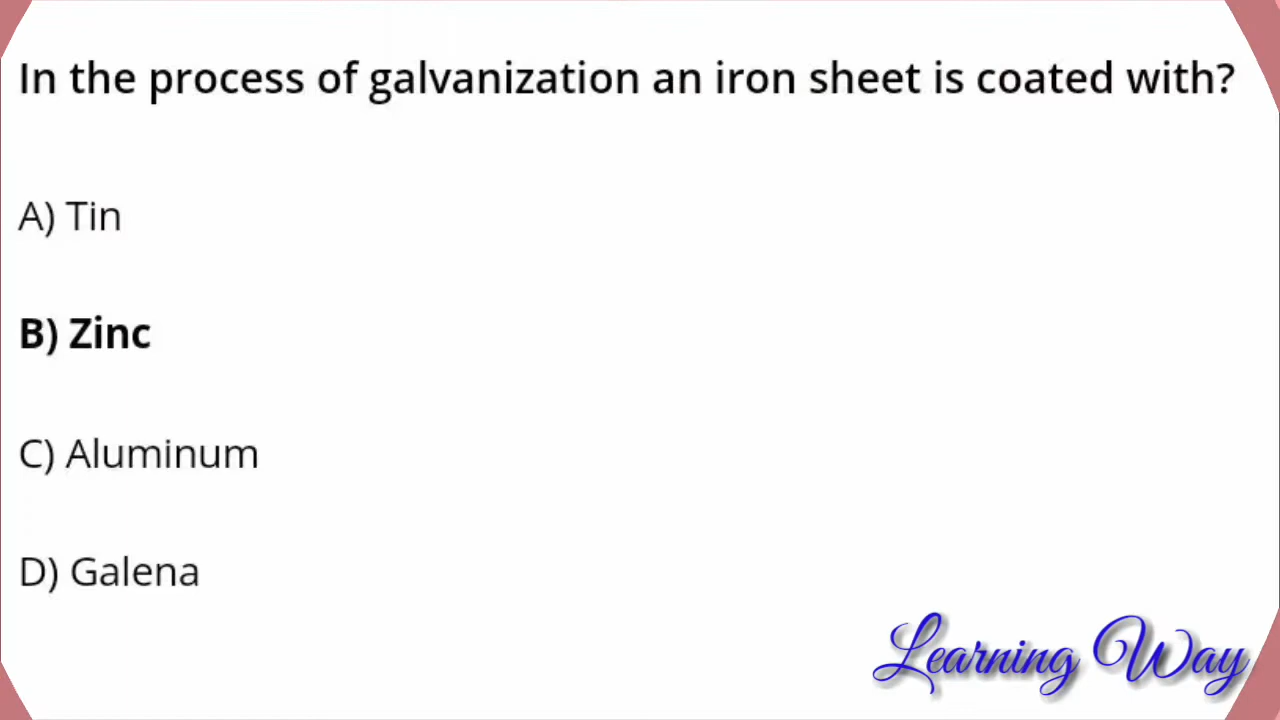 In the process of galvanization an iron sheet is coated with?
A) Tin
B) Zinc
C) Aluminum
D) Galena
Learning Way